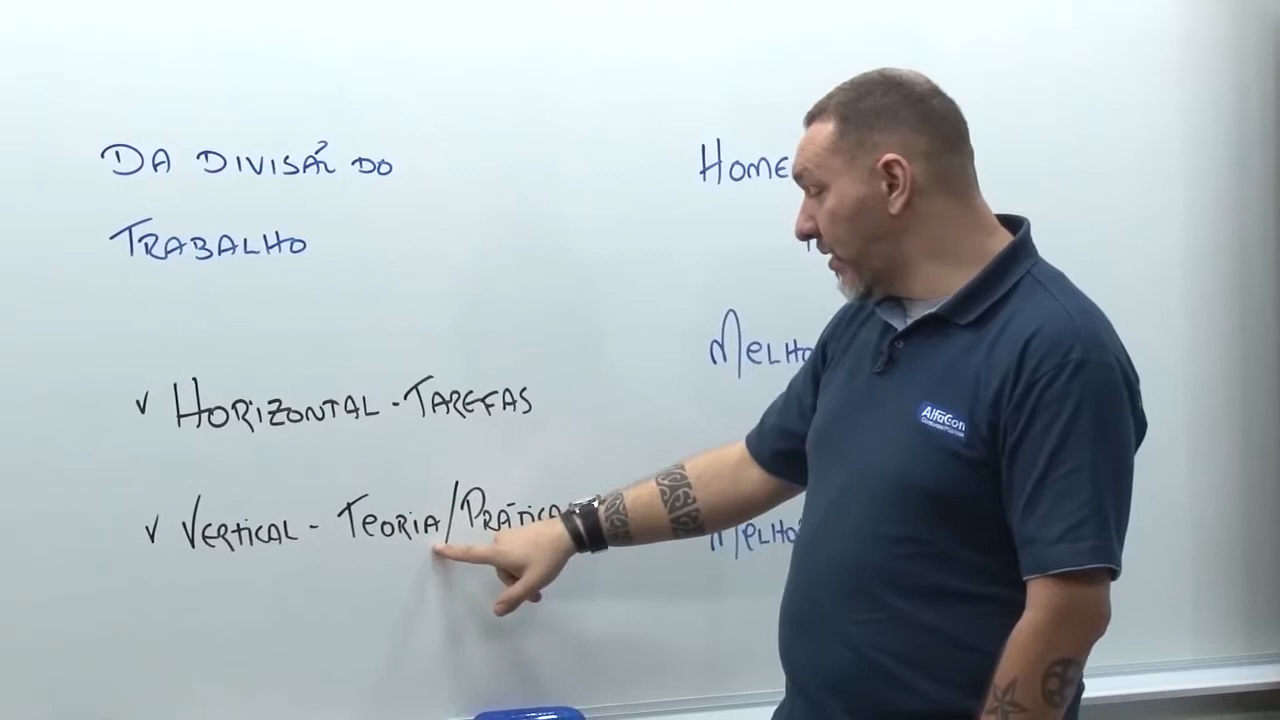 DA DIVISÃO DO
TRABALHO
✓ HORIZONTAL - TAREFAS
✓ VERTICAL - TEORIA/PRÁTICA
HOME
MELHO
MELHO
AlfaCon